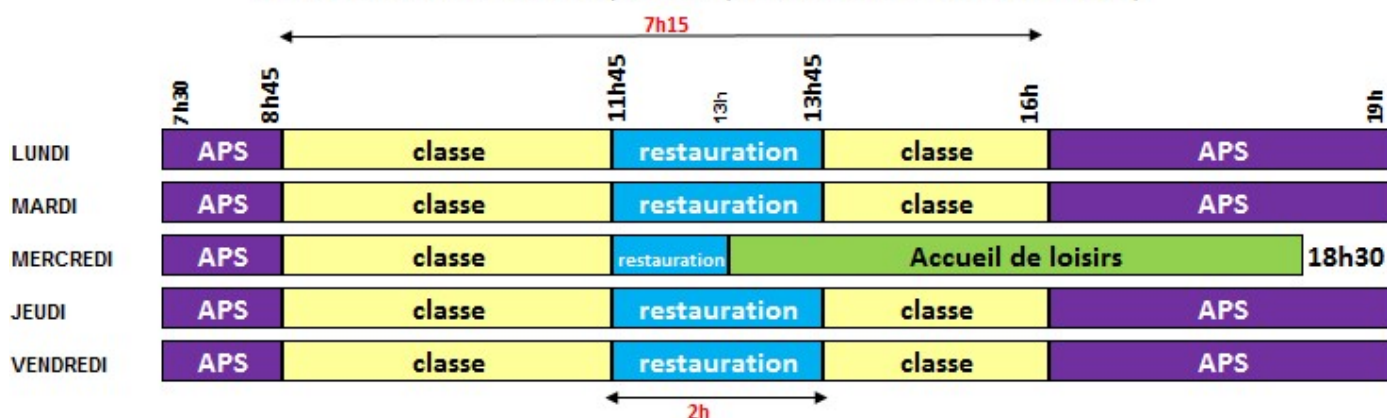 7h15
7h30 8h45 11h45 13h 13h45 16h 19h
LUNDI APS classe restauration classe APS
MARDI APS classe restauration classe APS
MERCREDI APS classe restauration Accueil de loisirs 18h30
JEUDI APS classe restauration classe APS
VENDREDI APS classe restauration classe APS
2h